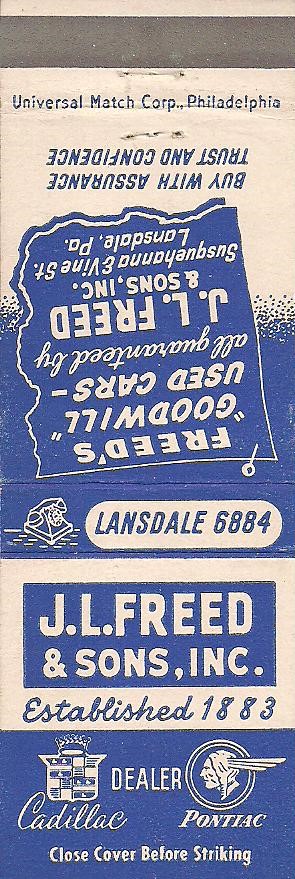 Universal Match Corp., Philadelphia
BUY WITH ASSURANCE
TRUST AND CONFIDENCE
"FREED'S
GOODWILL"
USED CARS-
all guaranteed by
J. L. FREED
& SONS, INC.
Susquehanna & Vine St.
Lansdale, Pa.
LANSDALE 6884
J.L.FREED
& SONS, INC.
Established 1883
DEALER
Cadillac PONTIAC
Close Cover Before Striking